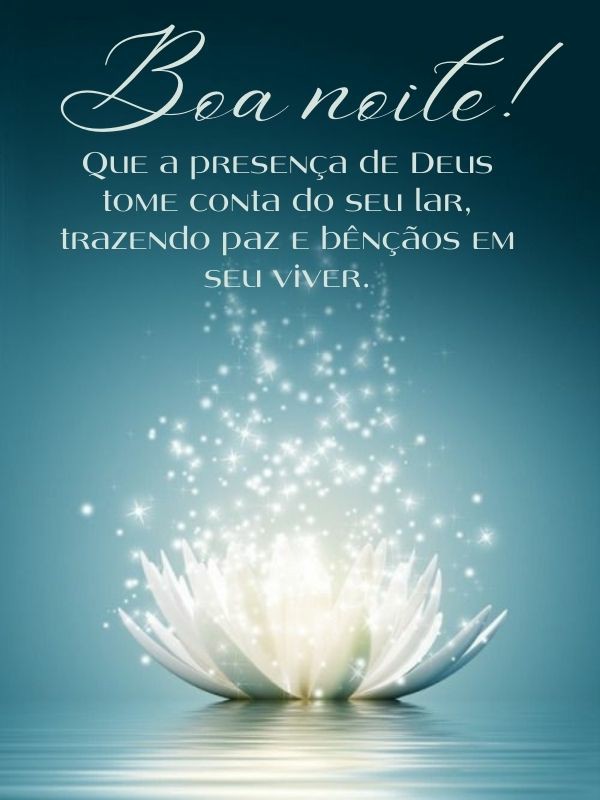 Boa noite!
Que a presença de Deus
tome conta do seu lar,
trazendo paz e bênçãos em
seu viver.